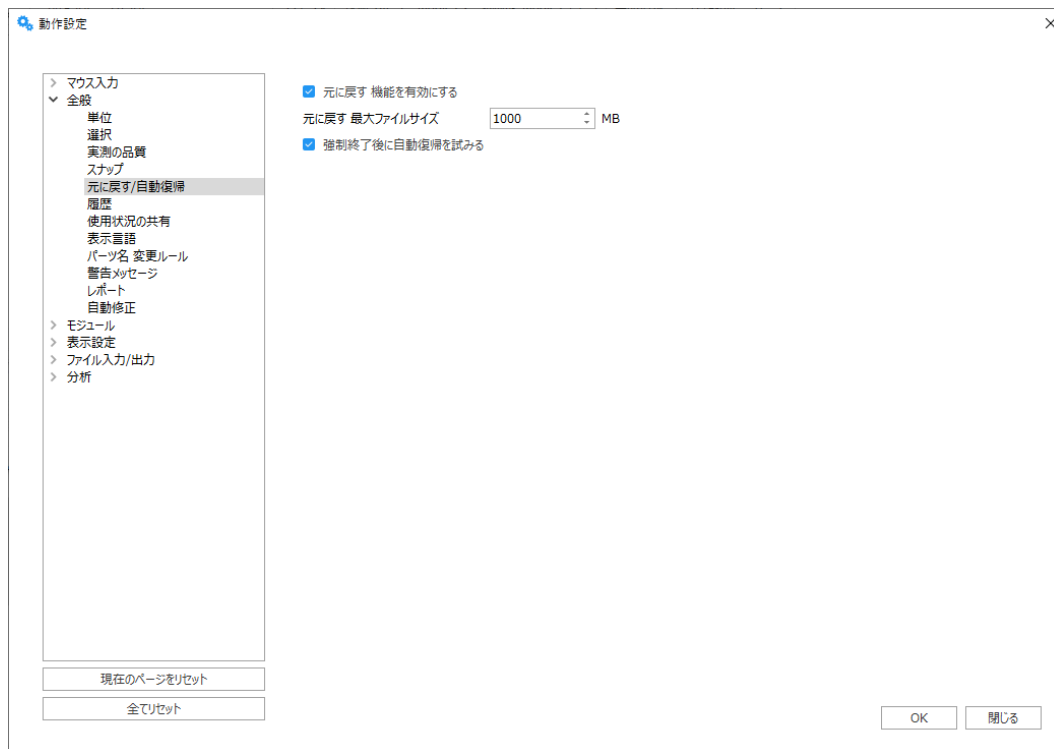 動作設定
マウス入力
全般
単位
選択
実測の品質
スナップ
元に戻す/自動復帰
履歴
使用状況の共有
表示言語
パーツ名 変更ルール
警告メッセージ
レポート
自動修正
モジュール
表示設定
ファイル入力/出力
分析
現在のページをリセット
全てリセット
元に戻す 機能を有効にする
元に戻す 最大ファイルサイズ 1000 MB
強制終了後に自動復帰を試みる
OK 閉じる